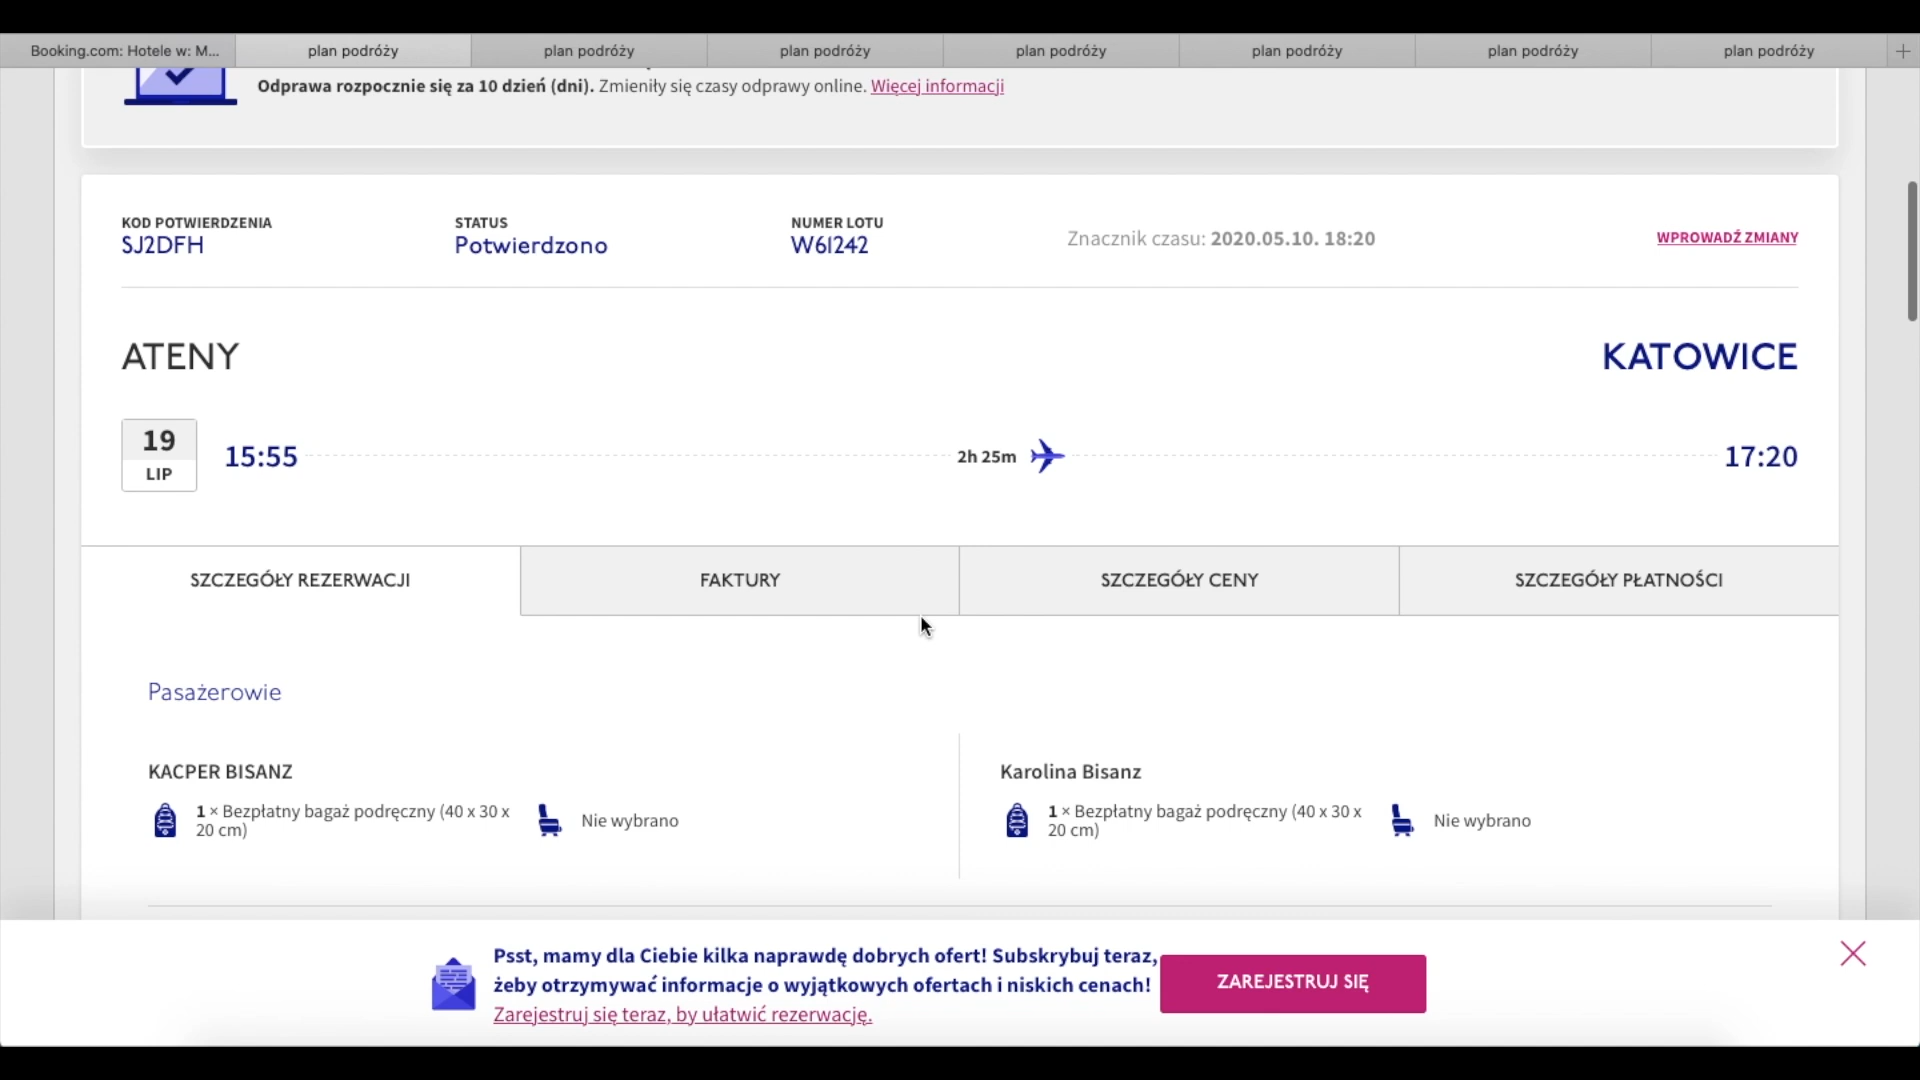 Booking.com: Hotele w: M...
plan podróży
plan podróży
plan podróży
plan podróży
plan podróży
plan podróży
plan podróży
Odprawa rozpocznie się za 10 dzień (dni). Zmieniły się czasy odprawy online. Więcej informacji
KOD POTWIERDZENIA
SJ2DFH
STATUS
Potwierdzono
NUMER LOTU
W61242
Znacznik czasu: 2020.05.10. 18:20
WPROWADŹ ZMIANY
ATENY
KATOWICE
19
LIP
15:55
2h 25m
17:20
SZCZEGÓŁY REZERWACJI
FAKTURY
SZCZEGÓŁY CENY
SZCZEGÓŁY PŁATNOŚCI
Pasażerowie
KACPER BISANZ
1 × Bezpłatny bagaż podręczny (40 x 30 x
20 cm)
Nie wybrano
Karolina Bisanz
1 × Bezpłatny bagaż podręczny (40 x 30 x
20 cm)
Nie wybrano
Psst, mamy dla Ciebie kilka naprawdę dobrych ofert! Subskrybuj teraz,
żeby otrzymywać informacje o wyjątkowych ofertach i niskich cenach!
Zarejestruj się teraz, by ułatwić rezerwację.
ZAREJESTRUJ SIĘ